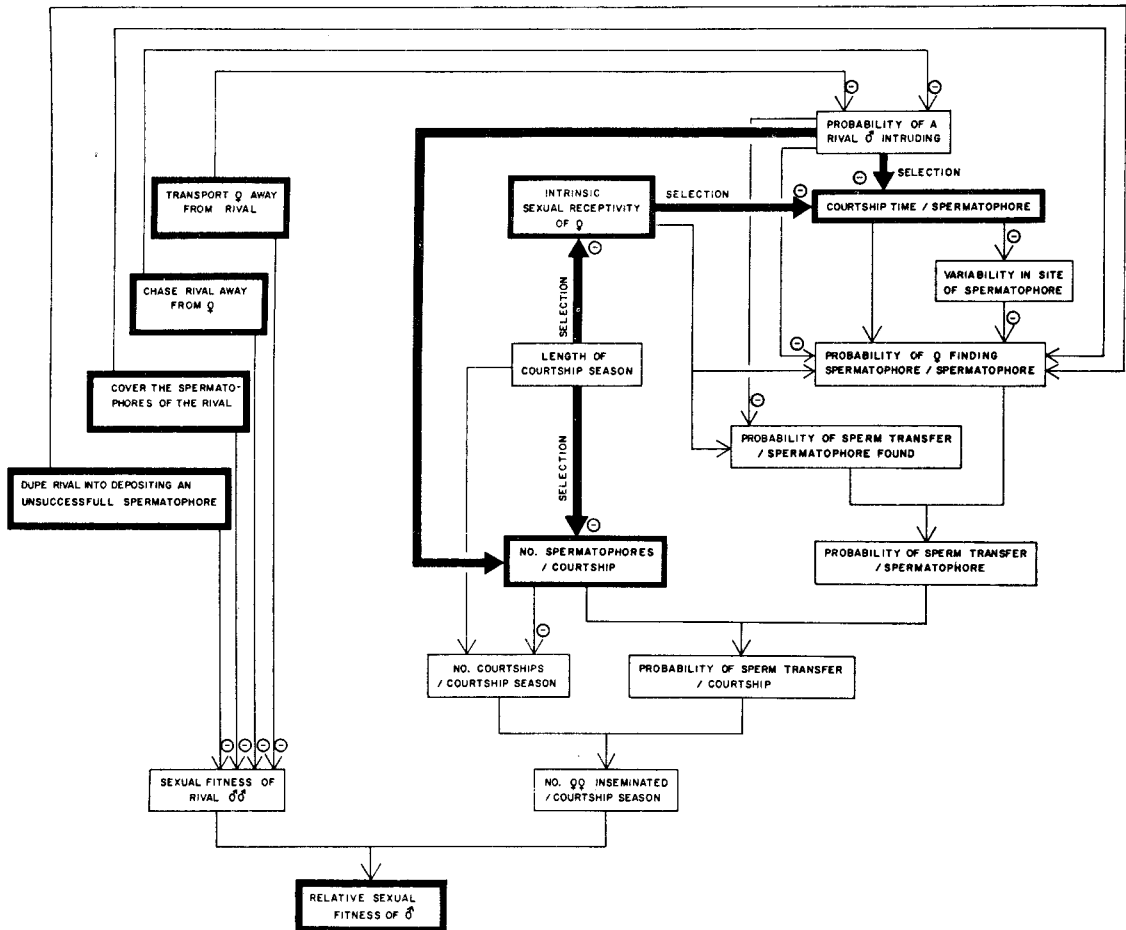 PROBABILITY OF A
RIVAL ♂ INTRUDING
SELECTION
TRANSPORT ♀ AWAY
FROM RIVAL
INTRINSIC
SEXUAL RECEPTIVITY
OF ♀
SELECTION
COURTSHIP TIME / SPERMATOPHORE
CHASE RIVAL AWAY
FROM ♀
VARIABILITY IN SITE
OF SPERMATOPHORE
SELECTION
LENGTH OF
COURTSHIP SEASON
PROBABILITY OF ♀ FINDING
SPERMATOPHORE / SPERMATOPHORE
COVER THE SPERMATO-
PHORES OF THE RIVAL
PROBABILITY OF SPERM TRANSFER
/ SPERMATOPHORE FOUND
DUPE RIVAL INTO DEPOSITING AN
UNSUCCESSFULL SPERMATOPHORE
SELECTION
NO. SPERMATOPHORES
/ COURTSHIP
PROBABILITY OF SPERM TRANSFER
/ SPERMATOPHORE
NO. COURTSHIPS
/ COURTSHIP SEASON
PROBABILITY OF SPERM TRANSFER
/ COURTSHIP
SEXUAL FITNESS OF
RIVAL ♂♂
NO. ♀♀ INSEMINATED
/ COURTSHIP SEASON
RELATIVE SEXUAL
FITNESS OF ♂